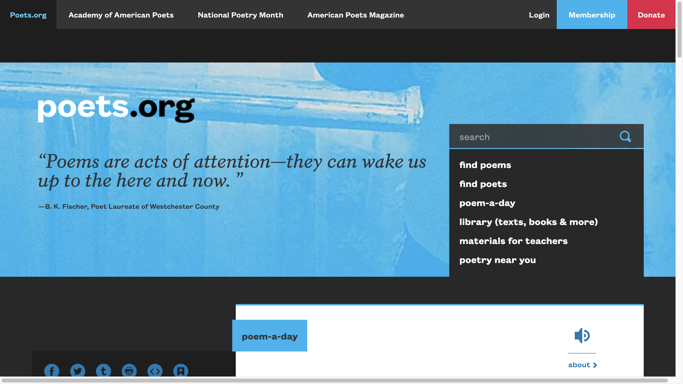 Poets.org
Academy of American Poets
National Poetry Month
American Poets Magazine
Login
Membership
Donate
poets.org
“Poems are acts of attention—they can wake us
up to the here and now. ”
—B. K. Fischer, Poet Laureate of Westchester County
search
find poems
find poets
poem-a-day
library (texts, books & more)
materials for teachers
poetry near you
poem-a-day
about